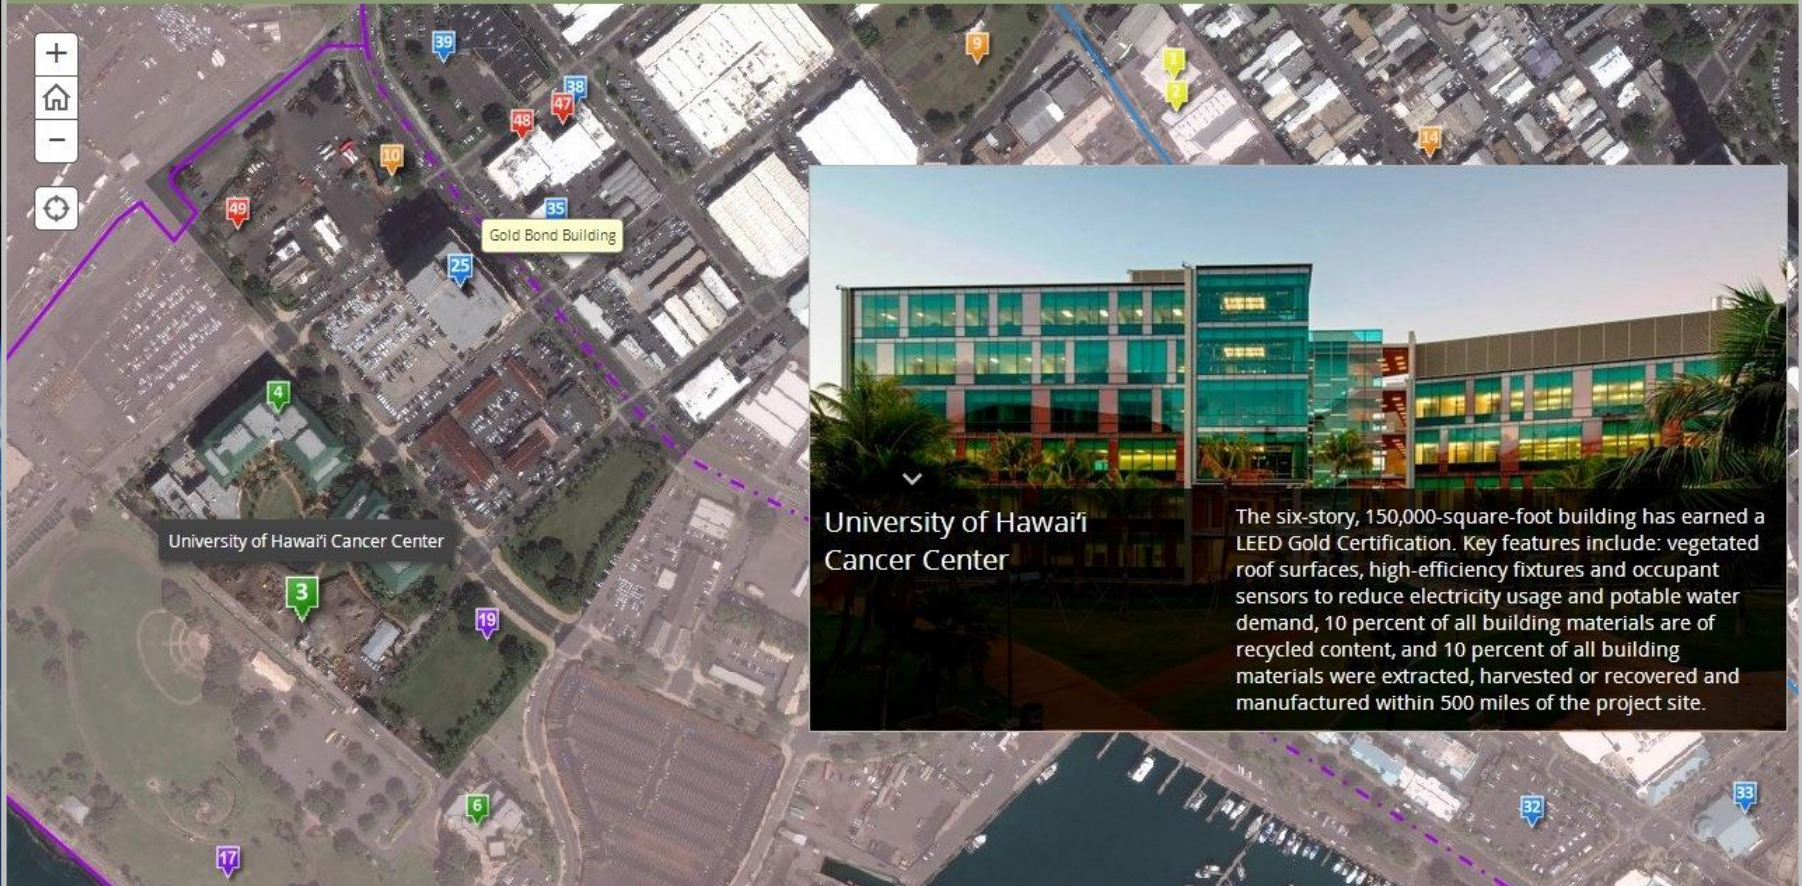 +
−
39
38
47
48
10
49
35
Gold Bond Building
25
9
1
2
14
4
University of Hawaiʻi Cancer Center
3
19
6
17
University of Hawaiʻi
Cancer Center
The six-story, 150,000-square-foot building has earned a
LEED Gold Certification. Key features include: vegetated
roof surfaces, high-efficiency fixtures and occupant
sensors to reduce electricity usage and potable water
demand, 10 percent of all building materials are of
recycled content, and 10 percent of all building
materials were extracted, harvested or recovered and
manufactured within 500 miles of the project site.
32
33